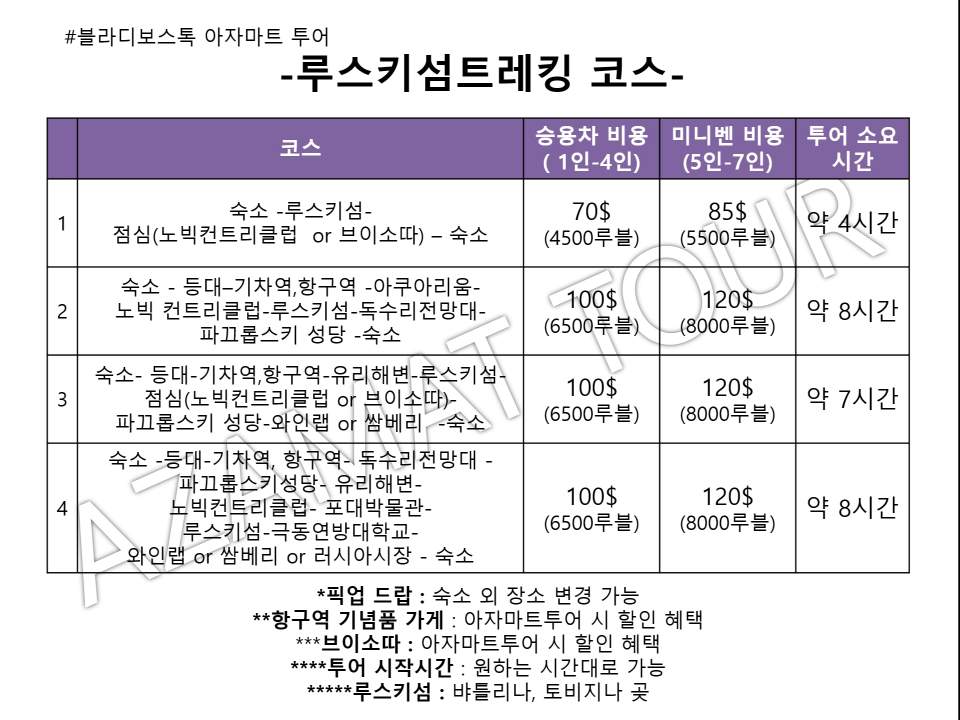 #블라디보스톡 아자마트 투어
-루스키섬트레킹 코스-
코스
승용차 비용
( 1인-4인)
미니벤 비용
(5인-7인)
투어 소요
시간
1
숙소 -루스키섬-
점심(노빅컨트리클럽 or 브이소따) – 숙소
70$
(4500루블)
85$
(5500루블)
약 4시간
2
숙소 - 등대–기차역,항구역 -아쿠아리움-
노빅 컨트리클럽-루스키섬-독수리전망대-
파끄롭스키 성당 -숙소
100$
(6500루블)
120$
(8000루블)
약 8시간
3
숙소- 등대-기차역,항구역-유리해변-루스키섬-
점심(노빅컨트리클럽 or 브이소땨)-
파끄롭스키 성당-와인랩 or 쌈베리 -숙소
100$
(6500루블)
120$
(8000루블)
약 7시간
4
숙소 -등대-기차역, 항구역- 독수리전망대 -
파끄롭스키성당- 유리해변-
노빅컨트리클럽- 포대박물관-
루스키섬-극동연방대학교-
와인랩 or 쌈베리 or 러시아시장 - 숙소
100$
(6500루블)
120$
(8000루블)
약 8시간
*픽업 드랍 : 숙소 외 장소 변경 가능
**항구역 기념품 가게 : 아자마트투어 시 할인 혜택
***브이소따 : 아자마트투어 시 할인 혜택
****투어 시작시간 : 원하는 시간대로 가능
*****루스키섬 : 뱌틀리나, 토비지나 곶
AZAMAT TOUR